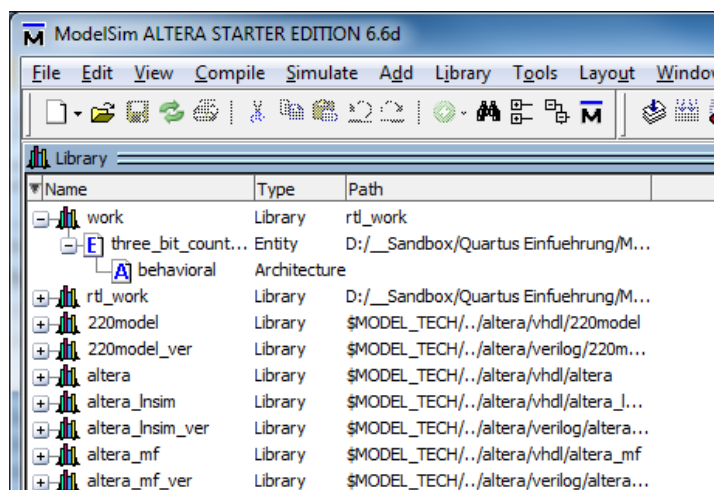 ModelSim ALTERA STARTER EDITION 6.6d
File Edit View Compile Simulate Add Library Tools Layout Window
Library
Name Type Path
work Library rtl_work
three_bit_count... Entity D:/__Sandbox/Quartus Einfuehrung/M...
behavioral Architecture
rtl_work Library D:/__Sandbox/Quartus Einfuehrung/M...
220model Library $MODEL_TECH/../altera/vhdl/220model
220model_ver Library $MODEL_TECH/../altera/verilog/220m...
altera Library $MODEL_TECH/../altera/vhdl/altera
altera_lnsim Library $MODEL_TECH/../altera/vhdl/altera_l...
altera_lnsim_ver Library $MODEL_TECH/../altera/verilog/altera...
altera_mf Library $MODEL_TECH/../altera/vhdl/altera_mf
altera_mf_ver Library $MODEL_TECH/../altera/verilog/altera...